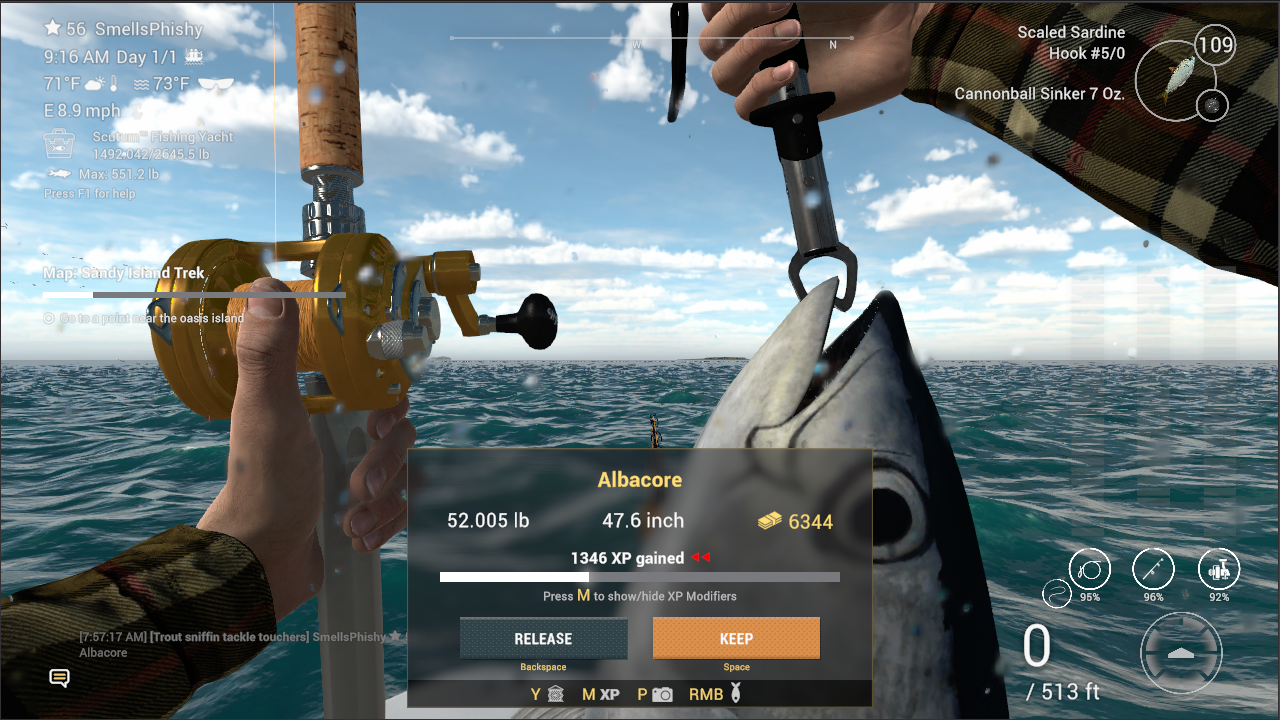 56 SmellsPhishy
9:16 AM Day 1/1
71°F 73°F
E 8.9 mph
Scutum™ Fishing Yacht
1492.042/2645.5 lb
Max: 551.2 lb
Press F1 for help
W
N
Scaled Sardine
Hook #5/0
109
Cannonball Sinker 7 Oz.
Map: Sandy Island Trek
Go to a point near the oasis island
Albacore
52.005 lb 47.6 inch 6344
1346 XP gained
Press M to show/hide XP Modifiers
RELEASE KEEP
Backspace Space
Y M XP P RMB
[7:57:17 AM] [Trout sniffin tackle touchers] SmellsPhishy
Albacore
95% 96% 92%
0
/ 513 ft